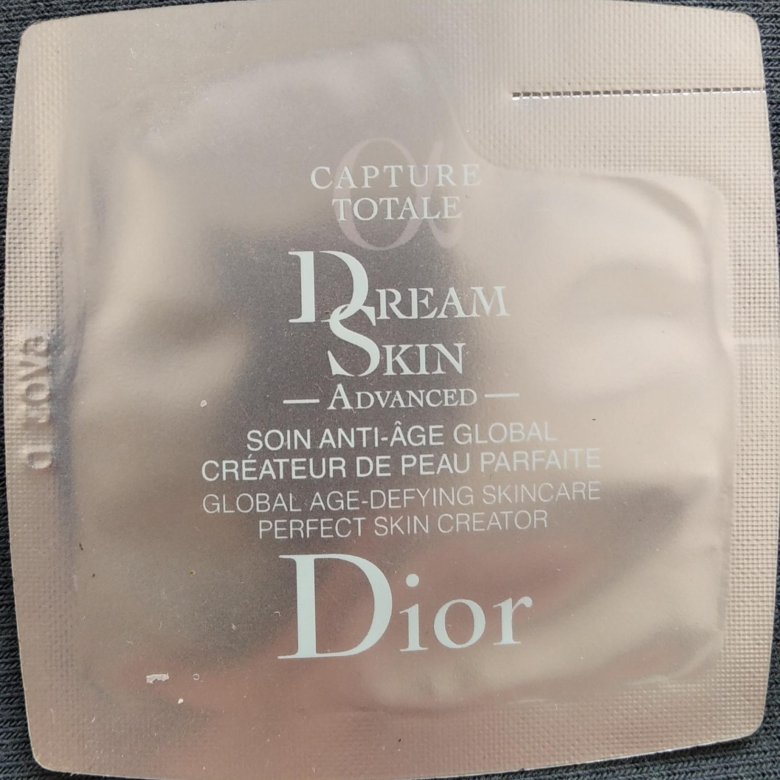 CAPTURE
TOTALE
DREAM
SKIN
— ADVANCED —
SOIN ANTI-ÂGE GLOBAL
CRÉATEUR DE PEAU PARFAITE
GLOBAL AGE-DEFYING SKINCARE
PERFECT SKIN CREATOR
Dior